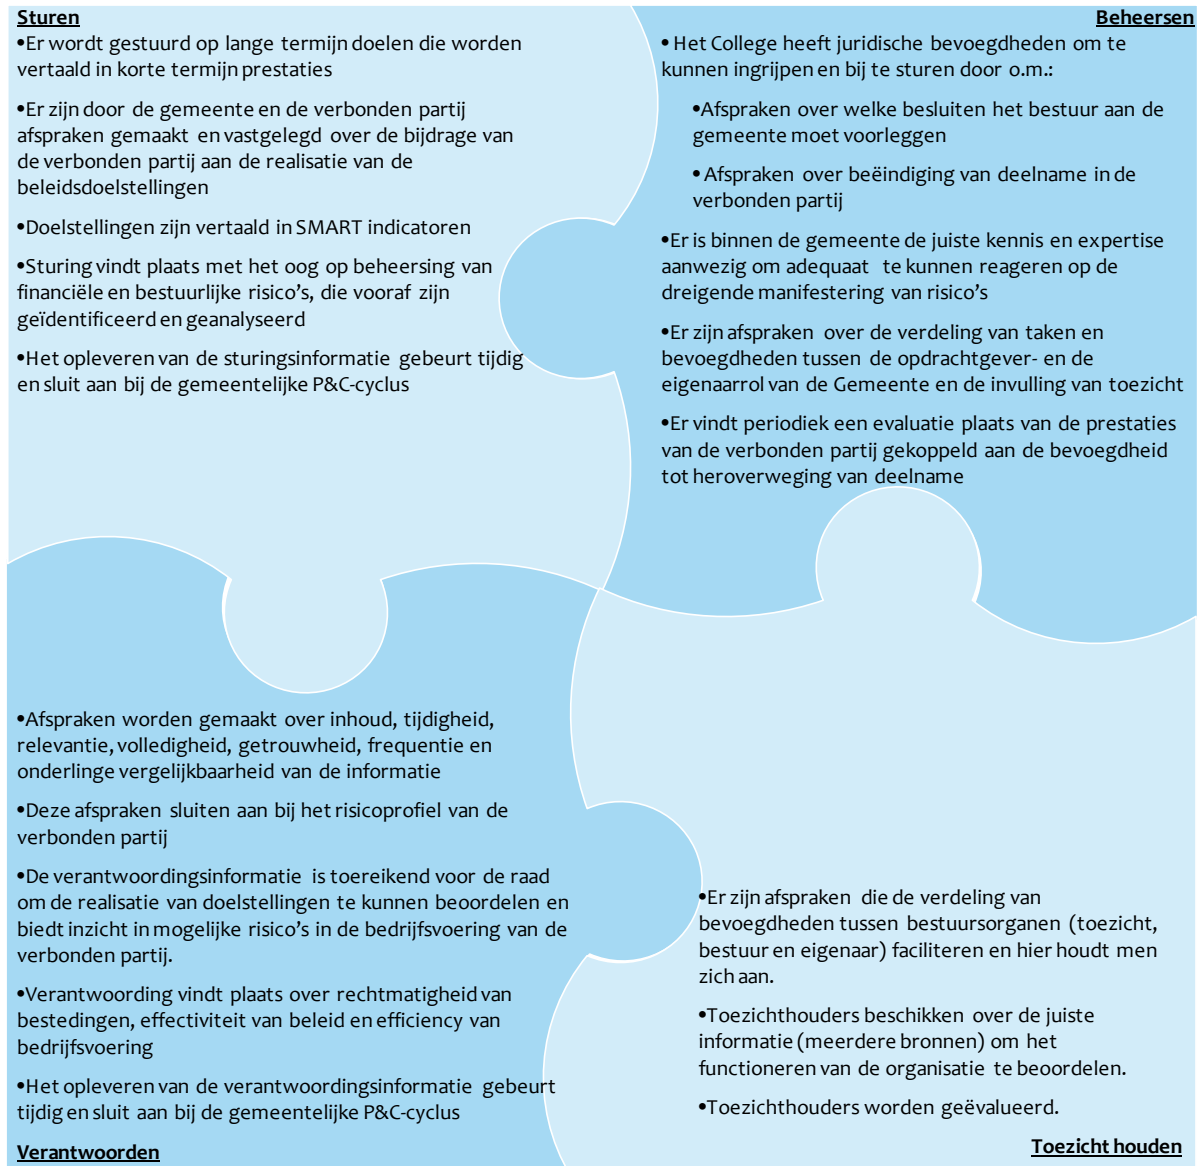 Sturen
•Er wordt gestuurd op lange termijn doelen die worden
vertaald in korte termijn prestaties
•Er zijn door de gemeente en de verbonden partij
afspraken gemaakt en vastgelegd over de bijdrage van
de verbonden partij aan de realisatie van de
beleidsdoelstellingen
•Doelstellingen zijn vertaald in SMART indicatoren
•Sturing vindt plaats met het oog op beheersing van
financiële en bestuurlijke risico’s, die vooraf zijn
geïdentificeerd en geanalyseerd
•Het opleveren van de sturingsinformatie gebeurt tijdig
en sluit aan bij de gemeentelijke P&C-cyclus
Beheersen
• Het College heeft juridische bevoegdheden om te
kunnen ingrijpen en bij te sturen door o.m.:
•Afspraken over welke besluiten het bestuur aan de
gemeente moet voorleggen
• Afspraken over beëindiging van deelname in de
verbonden partij
•Er is binnen de gemeente de juiste kennis en expertise
aanwezig om adequaat te kunnen reageren op de
dreigende manifestering van risico’s
•Er zijn afspraken over de verdeling van taken en
bevoegdheden tussen de opdrachtgever- en de
eigenaarrol van de Gemeente en de invulling van toezicht
•Er vindt periodiek een evaluatie plaats van de prestaties
van de verbonden partij gekoppeld aan de bevoegdheid
tot heroverweging van deelname
•Afspraken worden gemaakt over inhoud, tijdigheid,
relevantie, volledigheid, getrouwheid, frequentie en
onderlinge vergelijkbaarheid van de informatie
•Deze afspraken sluiten aan bij het risicoprofiel van de
verbonden partij
•De verantwoordingsinformatie is toereikend voor de raad
om de realisatie van doelstellingen te kunnen beoordelen en
biedt inzicht in mogelijke risico’s in de bedrijfsvoering van de
verbonden partij.
•Verantwoording vindt plaats over rechtmatigheid van
bestedingen, effectiviteit van beleid en efficiency van
bedrijfsvoering
•Het opleveren van de verantwoordingsinformatie gebeurt
tijdig en sluit aan bij de gemeentelijke P&C-cyclus
Verantwoorden
•Er zijn afspraken die de verdeling van
bevoegdheden tussen bestuursorganen (toezicht,
bestuur en eigenaar) faciliteren en hier houdt men
zich aan.
•Toezichthouders beschikken over de juiste
informatie (meerdere bronnen) om het
functioneren van de organisatie te beoordelen.
•Toezichthouders worden geëvalueerd.
Toezicht houden